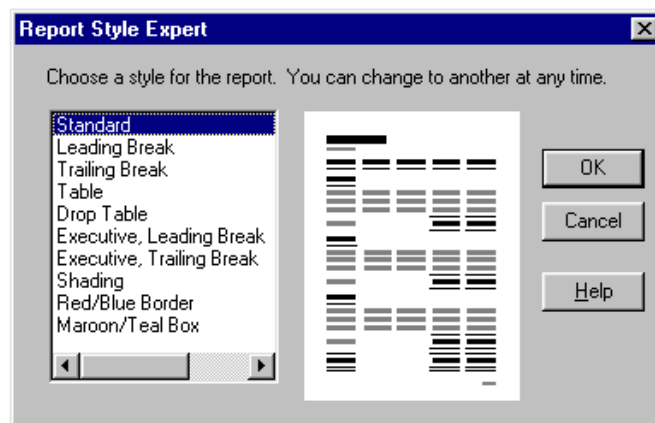 Report Style Expert
Choose a style for the report.  You can change to another at any time.
Standard
Leading Break
Trailing Break
Table
Drop Table
Executive, Leading Break
Executive, Trailing Break
Shading
Red/Blue Border
Maroon/Teal Box
OK
Cancel
Help